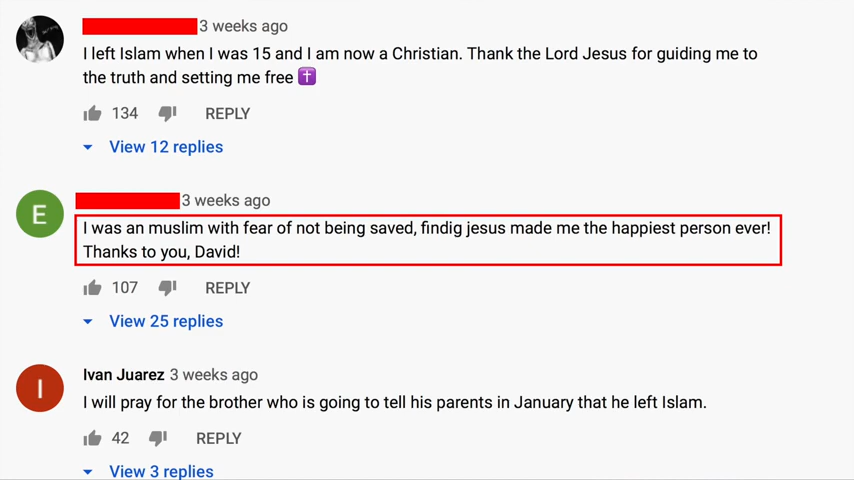 3 weeks ago
I left Islam when I was 15 and I am now a Christian. Thank the Lord Jesus for guiding me to
the truth and setting me free ✝️
134 REPLY
View 12 replies
E
3 weeks ago
I was an muslim with fear of not being saved, findig jesus made me the happiest person ever!
Thanks to you, David!
107 REPLY
View 25 replies
I
Ivan Juarez 3 weeks ago
I will pray for the brother who is going to tell his parents in January that he left Islam.
42 REPLY
View 3 replies